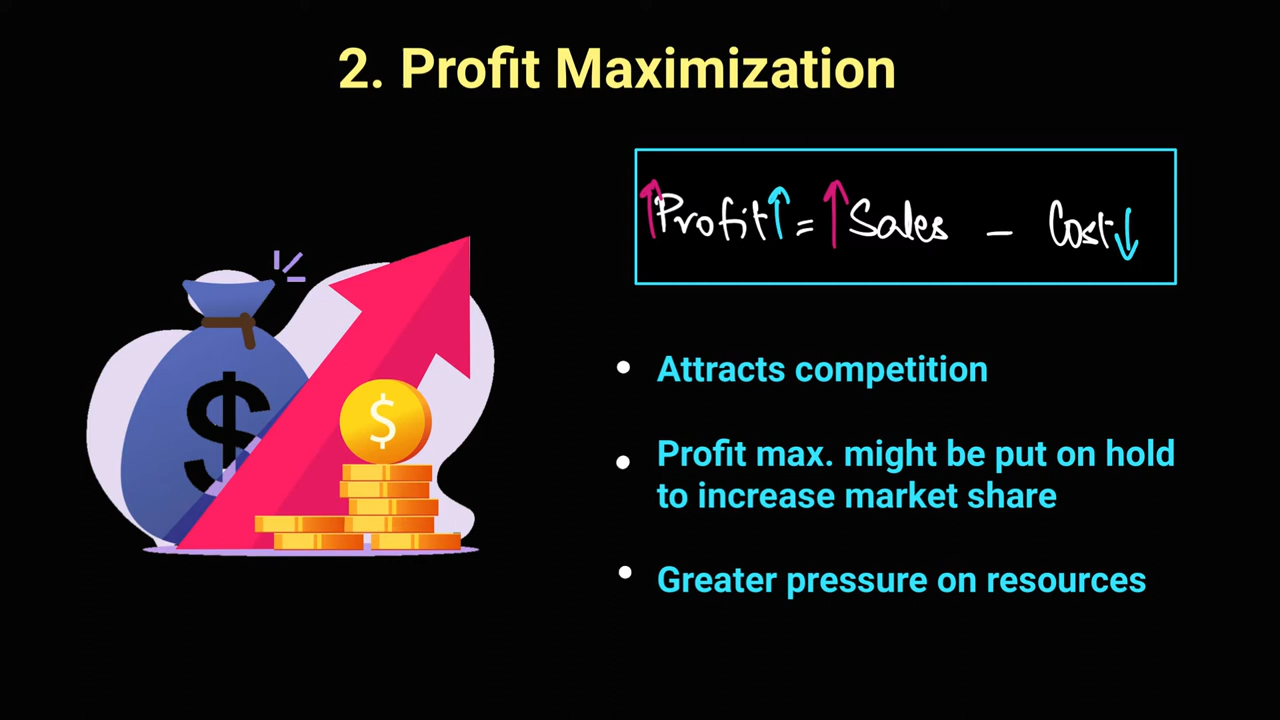 2. Profit Maximization
↑Profit↑ = ↑Sales - Cost↓
$
$
• Attracts competition
• Profit max. might be put on hold
to increase market share
• Greater pressure on resources